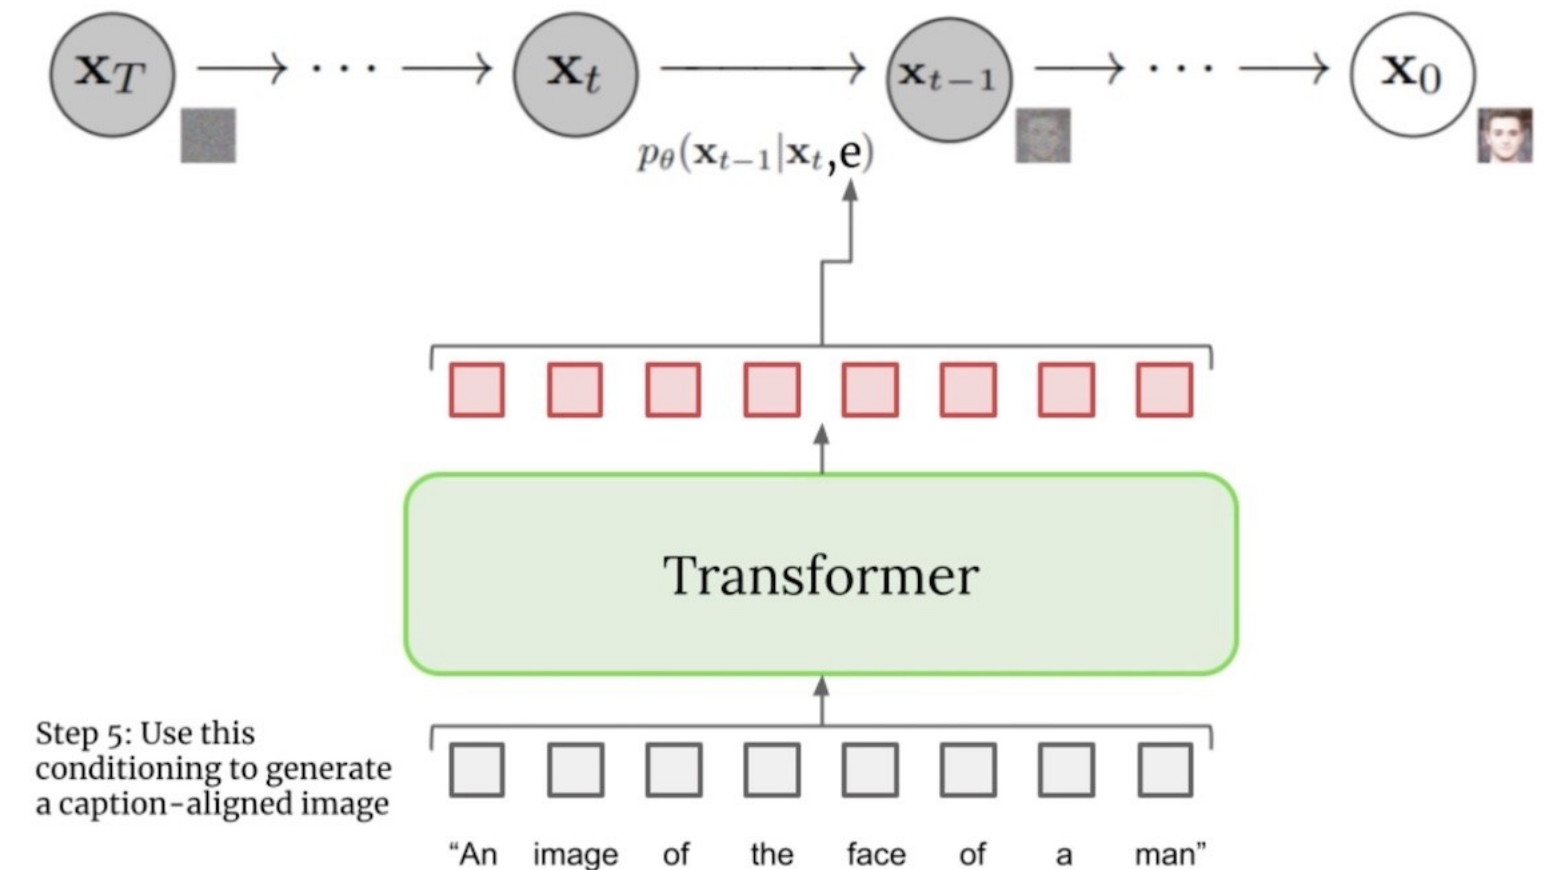 x_T → ··· → x_t → x_{t−1} → ··· → x_0
p_θ(x_{t−1}|x_t,e)
Transformer
Step 5: Use this
conditioning to generate
a caption-aligned image
“An image of the face of a man”